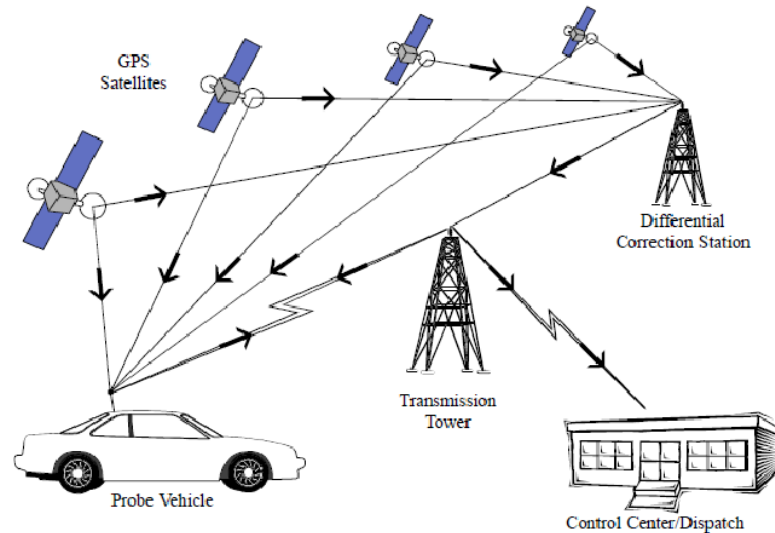 GPS
Satellites
Differential
Correction Station
Transmission
Tower
Probe Vehicle
Control Center/Dispatch